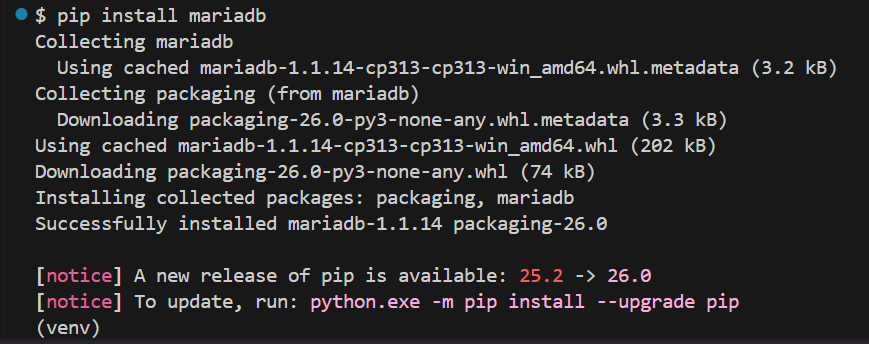 $ pip install mariadb
Collecting mariadb
  Using cached mariadb-1.1.14-cp313-cp313-win_amd64.whl.metadata (3.2 kB)
Collecting packaging (from mariadb)
  Downloading packaging-26.0-py3-none-any.whl.metadata (3.3 kB)
Using cached mariadb-1.1.14-cp313-cp313-win_amd64.whl (202 kB)
Downloading packaging-26.0-py3-none-any.whl (74 kB)
Installing collected packages: packaging, mariadb
Successfully installed mariadb-1.1.14 packaging-26.0

[notice] A new release of pip is available: 25.2 -> 26.0
[notice] To update, run: python.exe -m pip install --upgrade pip
(venv)